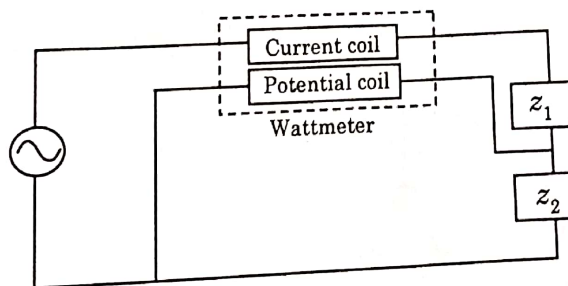 Current coil
Potential coil
Wattmeter
z₁
z₂